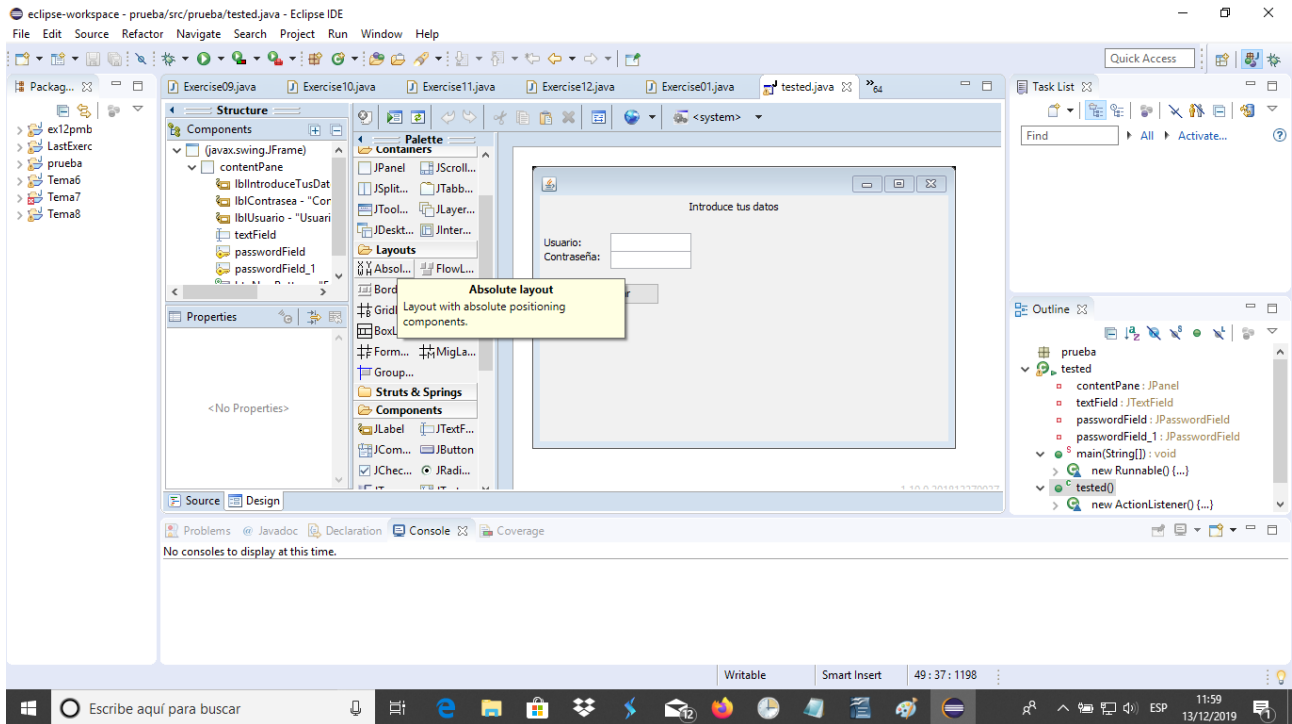 eclipse-workspace - prueba/src/prueba/tested.java - Eclipse IDE
File Edit Source Refactor Navigate Search Project Run Window Help
Quick Access
Packag...
Exercise09.java Exercise10.java Exercise11.java Exercise12.java Exercise01.java tested.java »64
Task List
ex12pmb
LastExerc
prueba
Tema6
Tema7
Tema8
Structure
Components
(javax.swing.JFrame)
contentPane
lblIntroduceTusDat
lblContrasea - "Cor
lblUsuario - "Usuari
textField
passwordField
passwordField_1
Properties
<No Properties>
<system>
Palette
Containers
JPanel JScroll...
JSplit... JTabb...
JTool... JLayer...
JDeskt... JInter...
Layouts
Absol... FlowL...
Bord
Gridl
BoxL
Form... MigLa...
Group...
Struts & Springs
Components
JLabel JTextF...
JCom... JButton
JChec... JRadi...
Absolute layout
Layout with absolute positioning
components.
Introduce tus datos
Usuario:
Contraseña:
r
Source Design
Find All Activate...
Outline
prueba
tested
contentPane : JPanel
textField : JTextField
passwordField : JPasswordField
passwordField_1 : JPasswordField
main(String[]) : void
new Runnable() {...}
tested()
new ActionListener() {...}
Problems @ Javadoc Declaration Console Coverage
No consoles to display at this time.
Writable Smart Insert 49 : 37 : 1198
Escribe aquí para buscar
12
ESP
11:59
13/12/2019
1